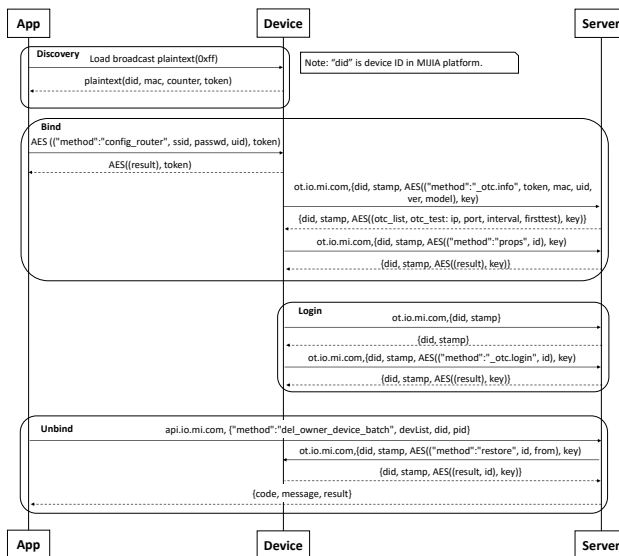 App Device Server
Discovery
Load broadcast plaintext(0xff)
Note: “did” is device ID in MIJIA platform.
plaintext(did, mac, counter, token)
Bind
AES (("method":"config_router", ssid, passwd, uid), token)
AES((result), token)
ot.io.mi.com,{did, stamp, AES(("method":"_otc.info", token, mac, uid,
ver, model), key)
{did, stamp, AES((otc_list, otc_test: ip, port, interval, firsttest), key)}
ot.io.mi.com,{did, stamp, AES(("method":"props", id), key)
{did, stamp, AES((result), key)}
Login
ot.io.mi.com,{did, stamp}
{did, stamp}
ot.io.mi.com,{did, stamp, AES(("method":"_otc.login", id), key)
{did, stamp, AES((result), key)}
Unbind
api.io.mi.com, {"method":"del_owner_device_batch", devList, did, pid}
ot.io.mi.com,{did, stamp, AES(("method":"restore", id, from), key)
{did, stamp, AES((result, id), key)}
{code, message, result}
App Device Server